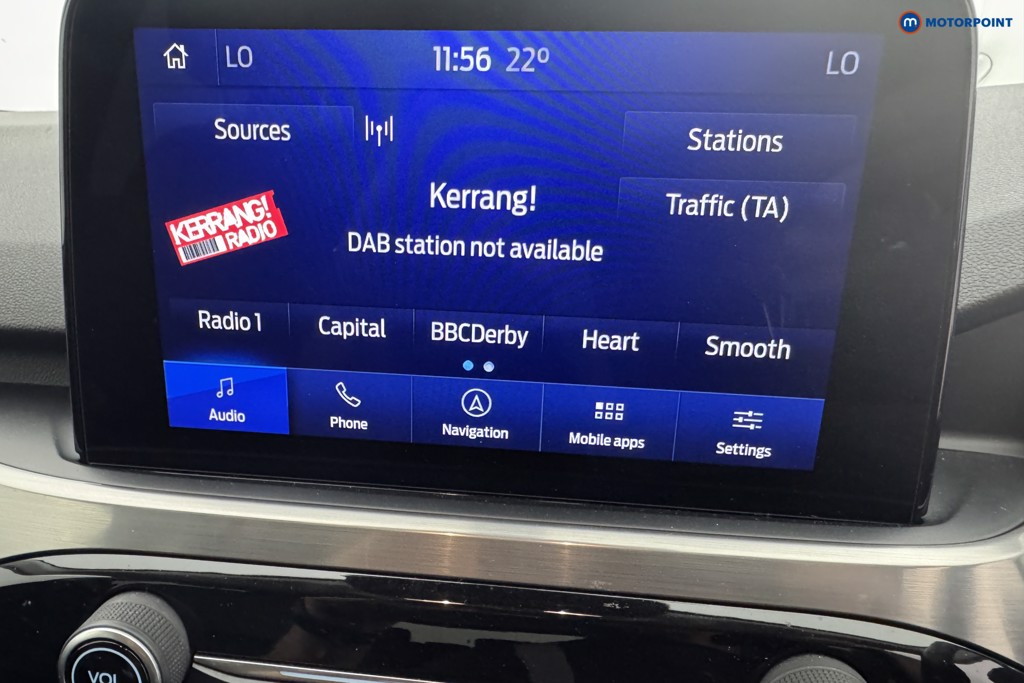 MOTORPOINT
LO 11:56 22º LO
Sources Stations
Kerrang! Traffic (TA)
KERRANG!
RADIO
DAB station not available
Radio 1 Capital BBCDerby Heart Smooth
Audio Phone Navigation Mobile apps Settings
VOL